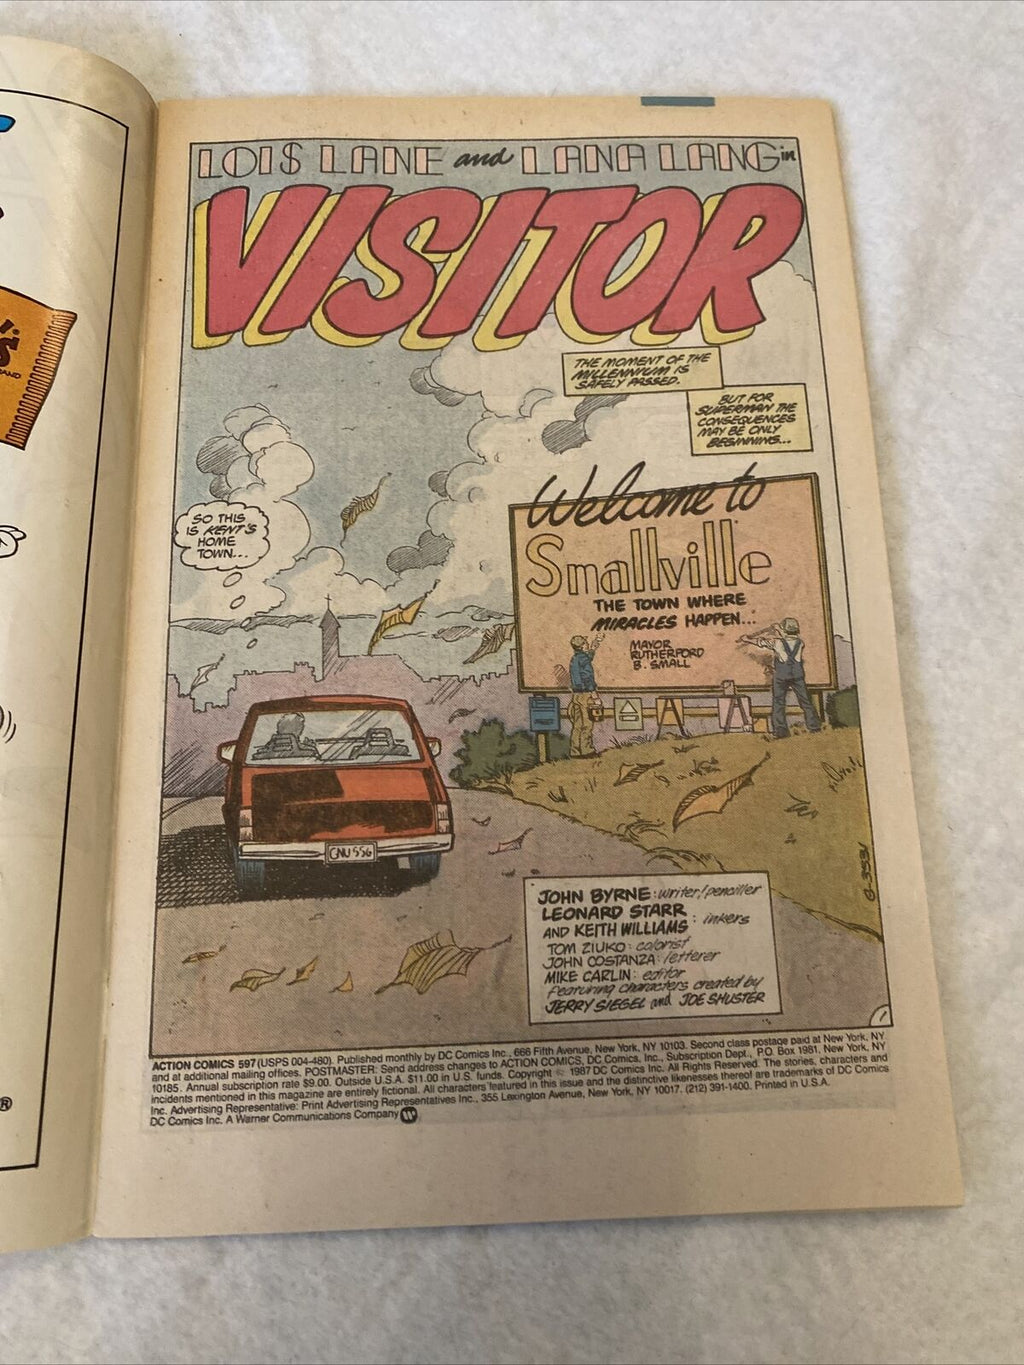 LOIS LANE and LANA LANG in
VISITOR
THE MOMENT OF THE
MILLENNIUM IS
SAFELY PASSED.
BUT FOR
SUPERMAN THE
CONSEQUENCES
MAY BE ONLY
BEGINNING...
SO THIS
IS KENT'S
HOME
TOWN...
Welcome to
Smallville
THE TOWN WHERE
MIRACLES HAPPEN...
MAYOR
RUTHERFORD
B. SMALL
CNU 556
JOHN BYRNE: writer/penciller
LEONARD STARR
AND KEITH WILLIAMS: inkers
TOM ZIUKO: colorist
JOHN COSTANZA: letterer
MIKE CARLIN: editor
Featuring characters created by
JERRY SIEGEL and JOE SHUSTER
1
ACTION COMICS 597 (USPS 004-480). Published monthly by DC Comics Inc., 666 Fifth Avenue, New York, NY 10103. Second class postage paid at New York, NY
and at additional mailing offices. POSTMASTER: Send address changes to ACTION COMICS, DC Comics, Inc., Subscription Dept., P.O. Box 1981, New York, NY
10185. Annual subscription rate $9.00. Outside U.S.A. $11.00 in U.S. funds. Copyright © 1987 DC Comics Inc. All Rights Reserved. The stories, characters and
incidents mentioned in this magazine are entirely fictional. All characters featured in this issue and the distinctive likenesses thereof are trademarks of DC Comics
Inc. Advertising Representative: Print Advertising Representatives Inc., 355 Lexington Avenue, New York, NY 10017. (212) 391-1400. Printed in U.S.A.
DC Comics Inc. A Warner Communications Company